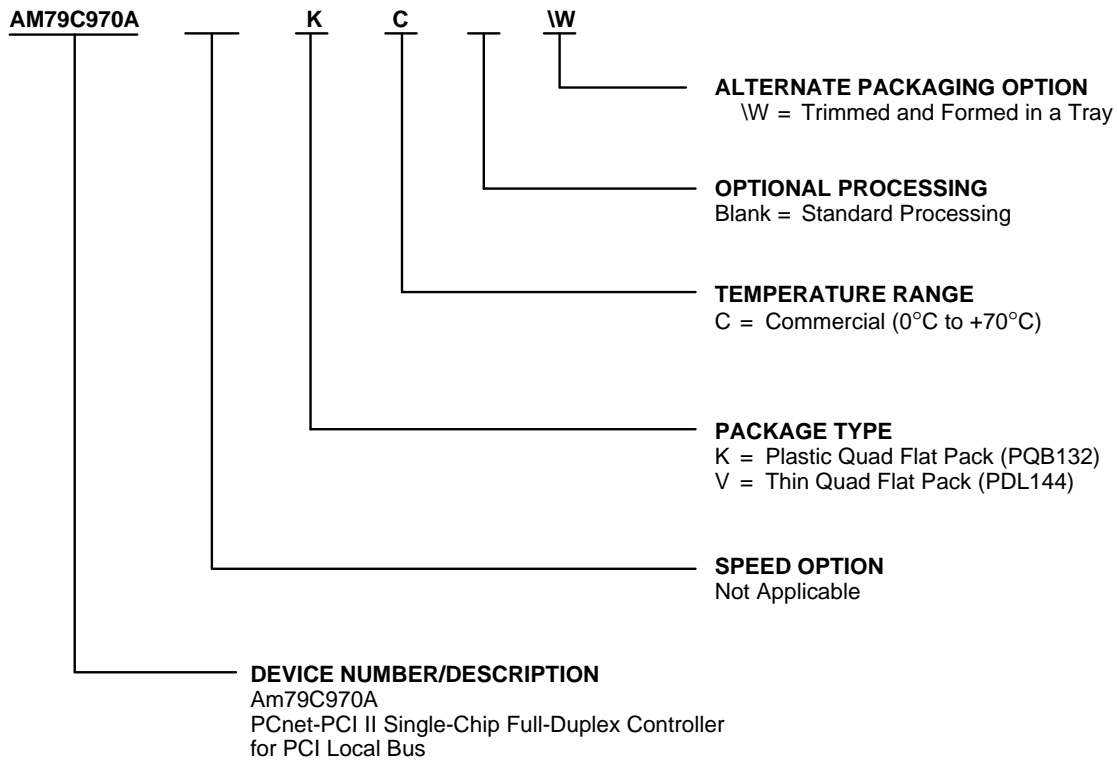 AM79C970A K C \W
ALTERNATE PACKAGING OPTION
\W = Trimmed and Formed in a Tray
OPTIONAL PROCESSING
Blank = Standard Processing
TEMPERATURE RANGE
C = Commercial (0°C to +70°C)
PACKAGE TYPE
K = Plastic Quad Flat Pack (PQB132)
V = Thin Quad Flat Pack (PDL144)
SPEED OPTION
Not Applicable
DEVICE NUMBER/DESCRIPTION
Am79C970A
PCnet-PCI II Single-Chip Full-Duplex Controller
for PCI Local Bus